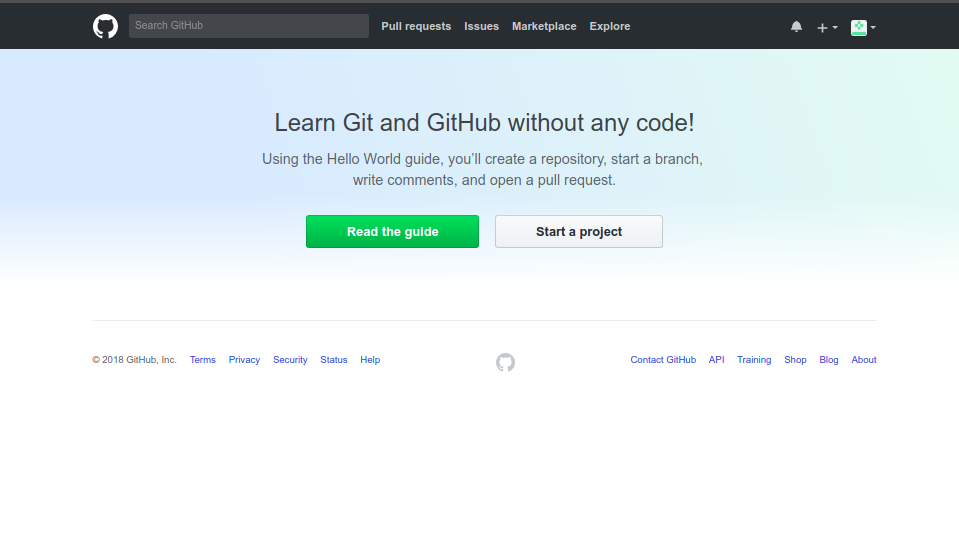 Search GitHub Pull requests Issues Marketplace Explore
Learn Git and GitHub without any code!
Using the Hello World guide, you’ll create a repository, start a branch,
write comments, and open a pull request.
Read the guide Start a project
© 2018 GitHub, Inc. Terms Privacy Security Status Help Contact GitHub API Training Shop Blog About